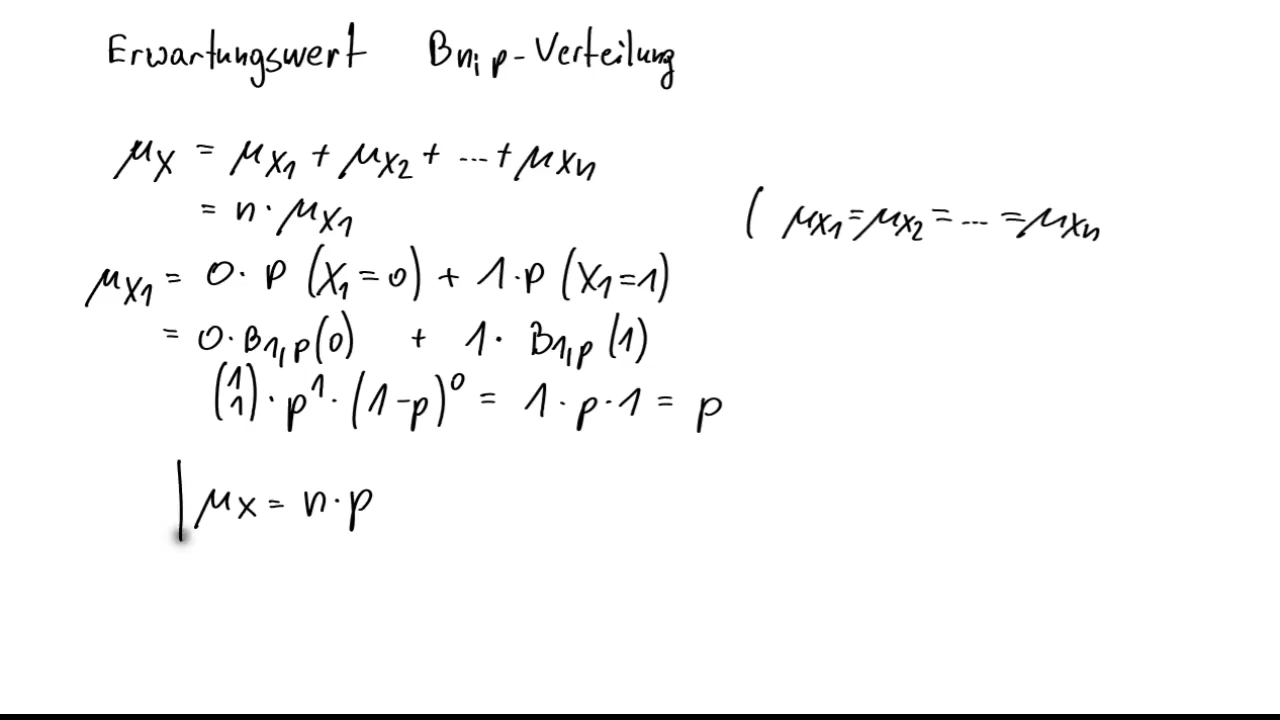 Erwartungswert Bn;p-Verteilung
μX = μX1 + μX2 + ... + μXn
= n · μX1 ( μX1 = μX2 = ... = μXn
μX1 = 0 · P (X1 = 0) + 1 · P (X1 = 1)
= 0 · B1;p(0) + 1 · B1;p (1)
(1 1) · p^1 · (1-p)^0 = 1 · p · 1 = p
μX = n · p